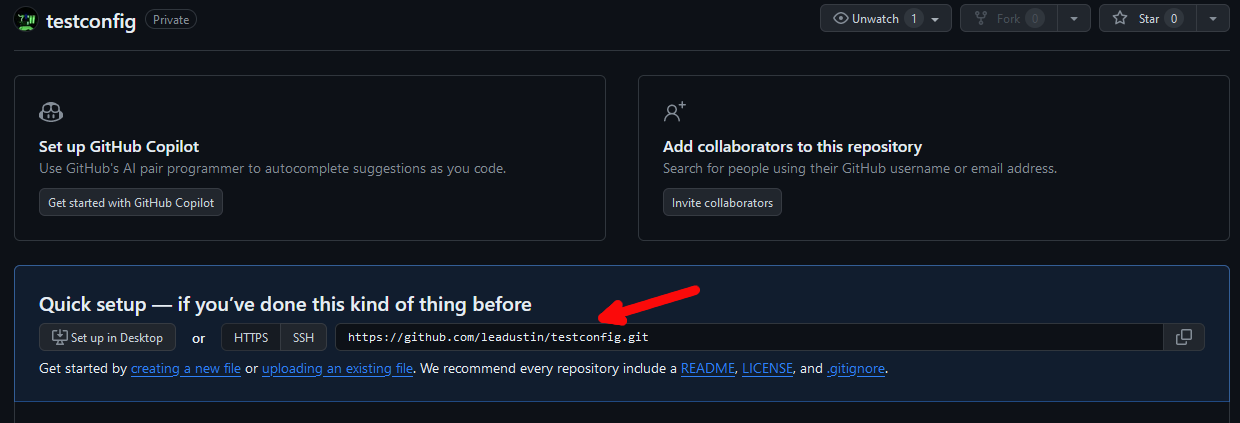 testconfig Private Unwatch 1 Fork 0 Star 0
Set up GitHub Copilot
Use GitHub's AI pair programmer to autocomplete suggestions as you code.
Get started with GitHub Copilot
Add collaborators to this repository
Search for people using their GitHub username or email address.
Invite collaborators
Quick setup — if you’ve done this kind of thing before
Set up in Desktop or HTTPS SSH https://github.com/leadustin/testconfig.git
Get started by creating a new file or uploading an existing file. We recommend every repository include a README, LICENSE, and .gitignore.